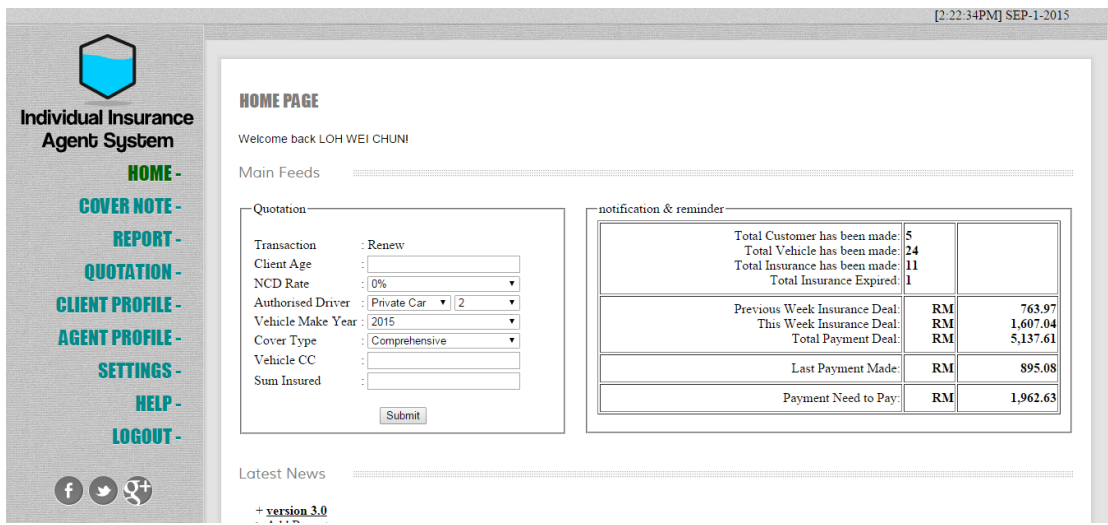 [2:22:34PM] SEP-1-2015
Individual Insurance
Agent System
HOME -
COVER NOTE -
REPORT -
QUOTATION -
CLIENT PROFILE -
AGENT PROFILE -
SETTINGS -
HELP -
LOGOUT -
f g+
HOME PAGE
Welcome back LOH WEI CHUN!
Main Feeds
Quotation
Transaction : Renew
Client Age :
NCD Rate : 0%
Authorised Driver : Private Car 2
Vehicle Make Year : 2015
Cover Type : Comprehensive
Vehicle CC :
Sum Insured :
Submit
notification & reminder
Total Customer has been made: 5
Total Vehicle has been made: 24
Total Insurance has been made: 11
Total Insurance Expired: 1
Previous Week Insurance Deal: RM 763.97
This Week Insurance Deal: RM 1,607.04
Total Payment Deal: RM 5,137.61
Last Payment Made: RM 895.08
Payment Need to Pay: RM 1,962.63
Latest News
+ version 3.0